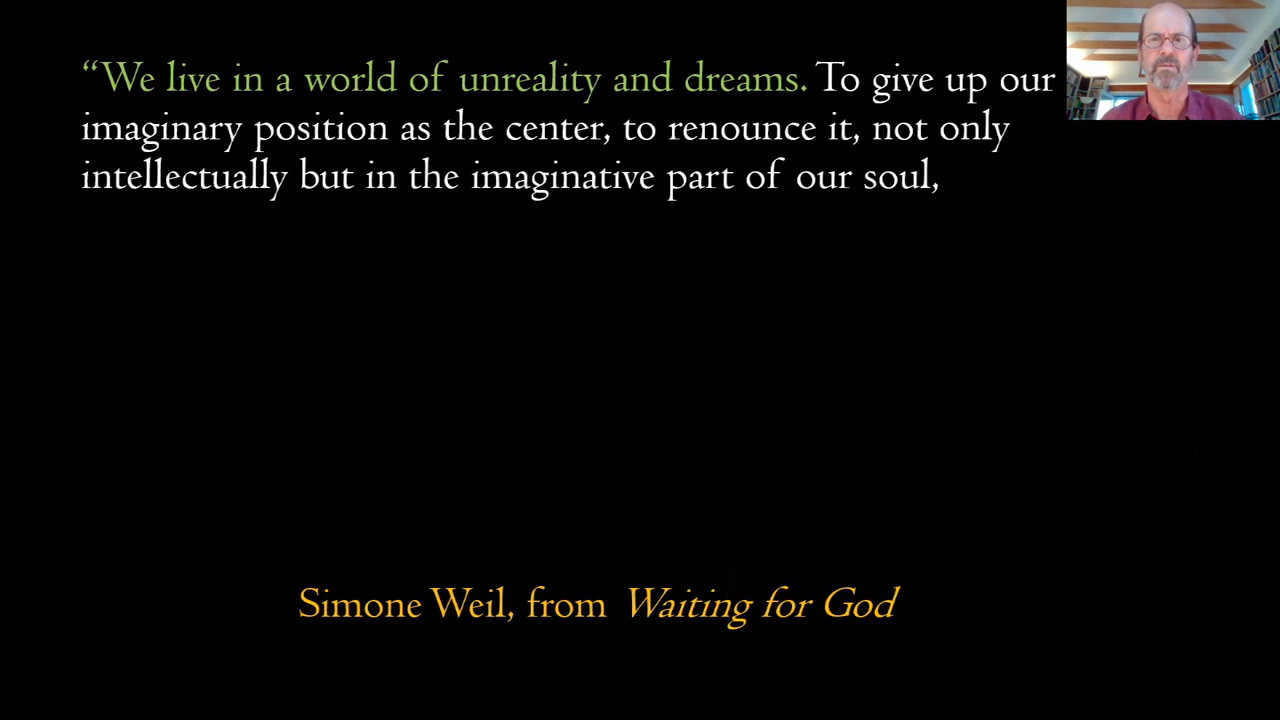 “We live in a world of unreality and dreams. To give up our
imaginary position as the center, to renounce it, not only
intellectually but in the imaginative part of our soul,
Simone Weil, from Waiting for God